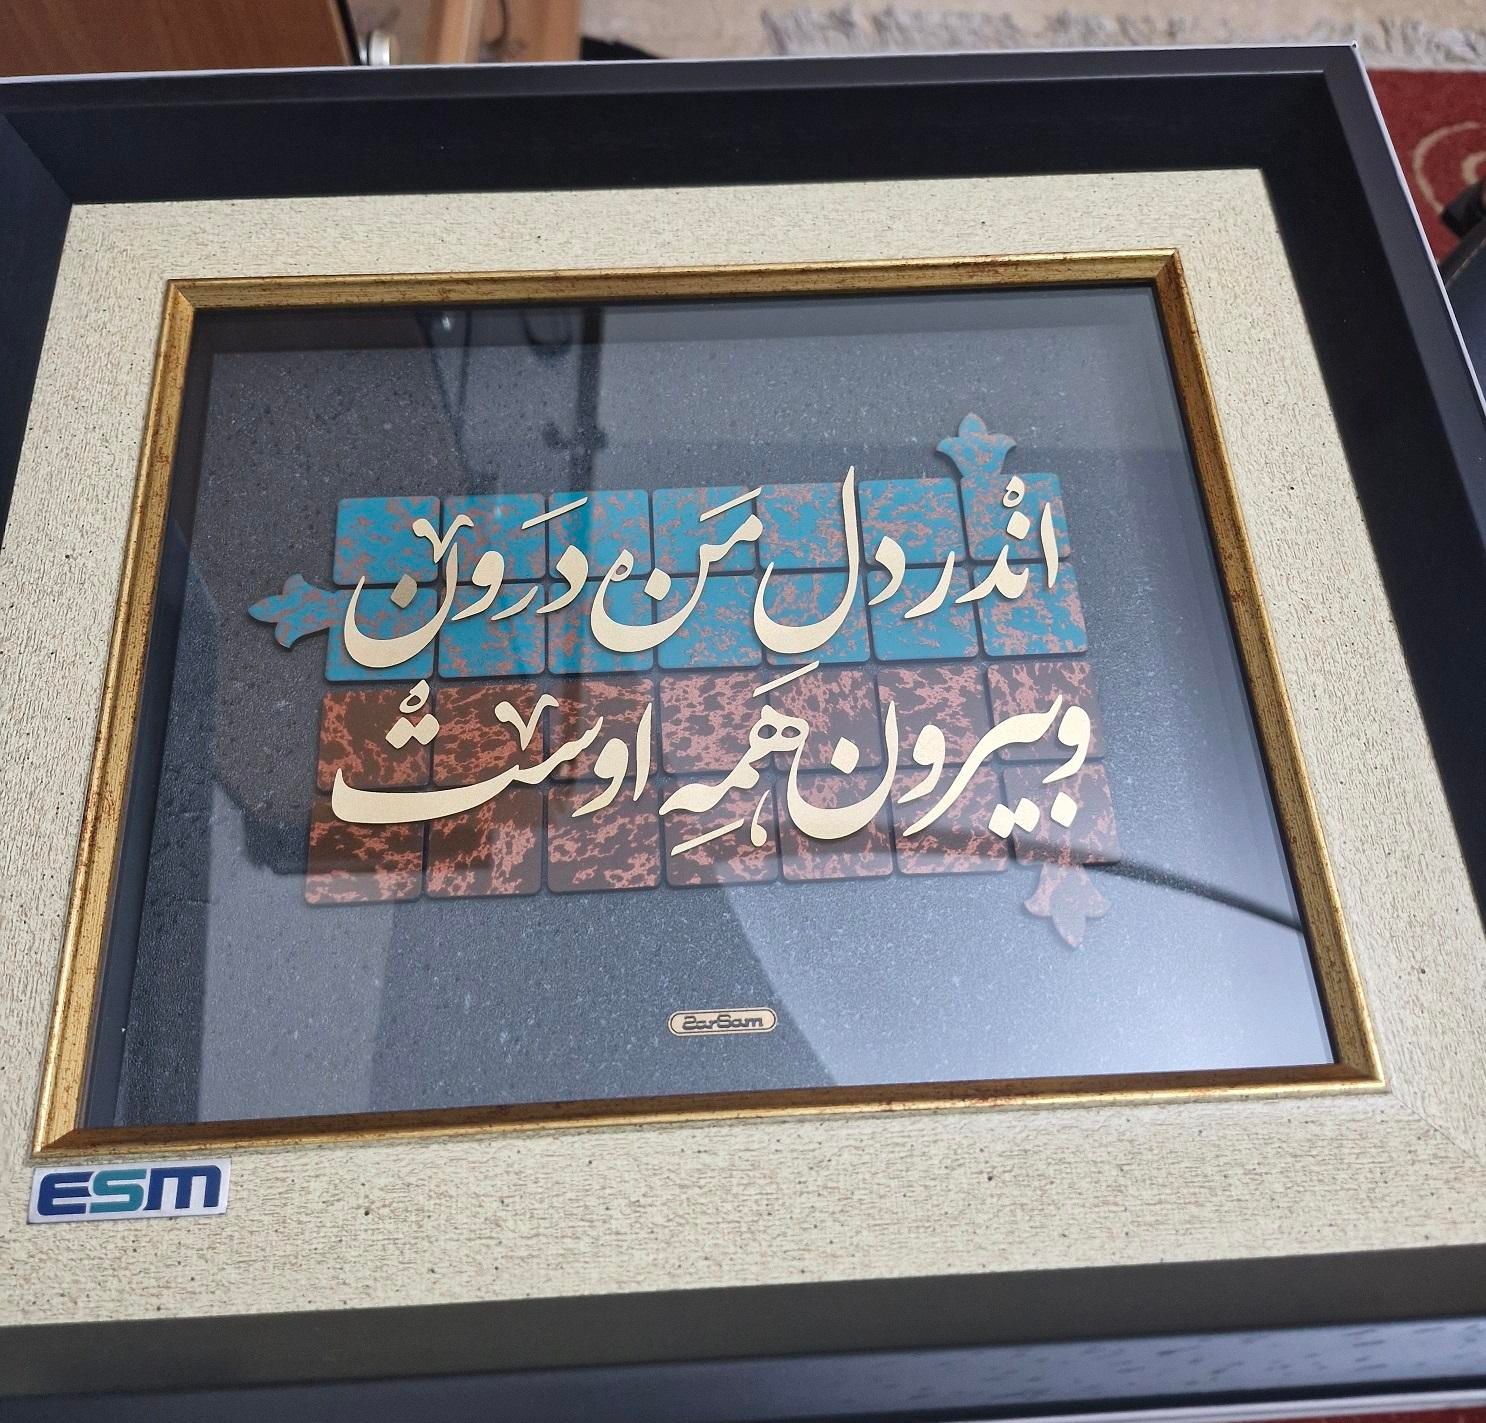 اندر دل من درون
و بیرون همه اوست
ZarSam
ESM